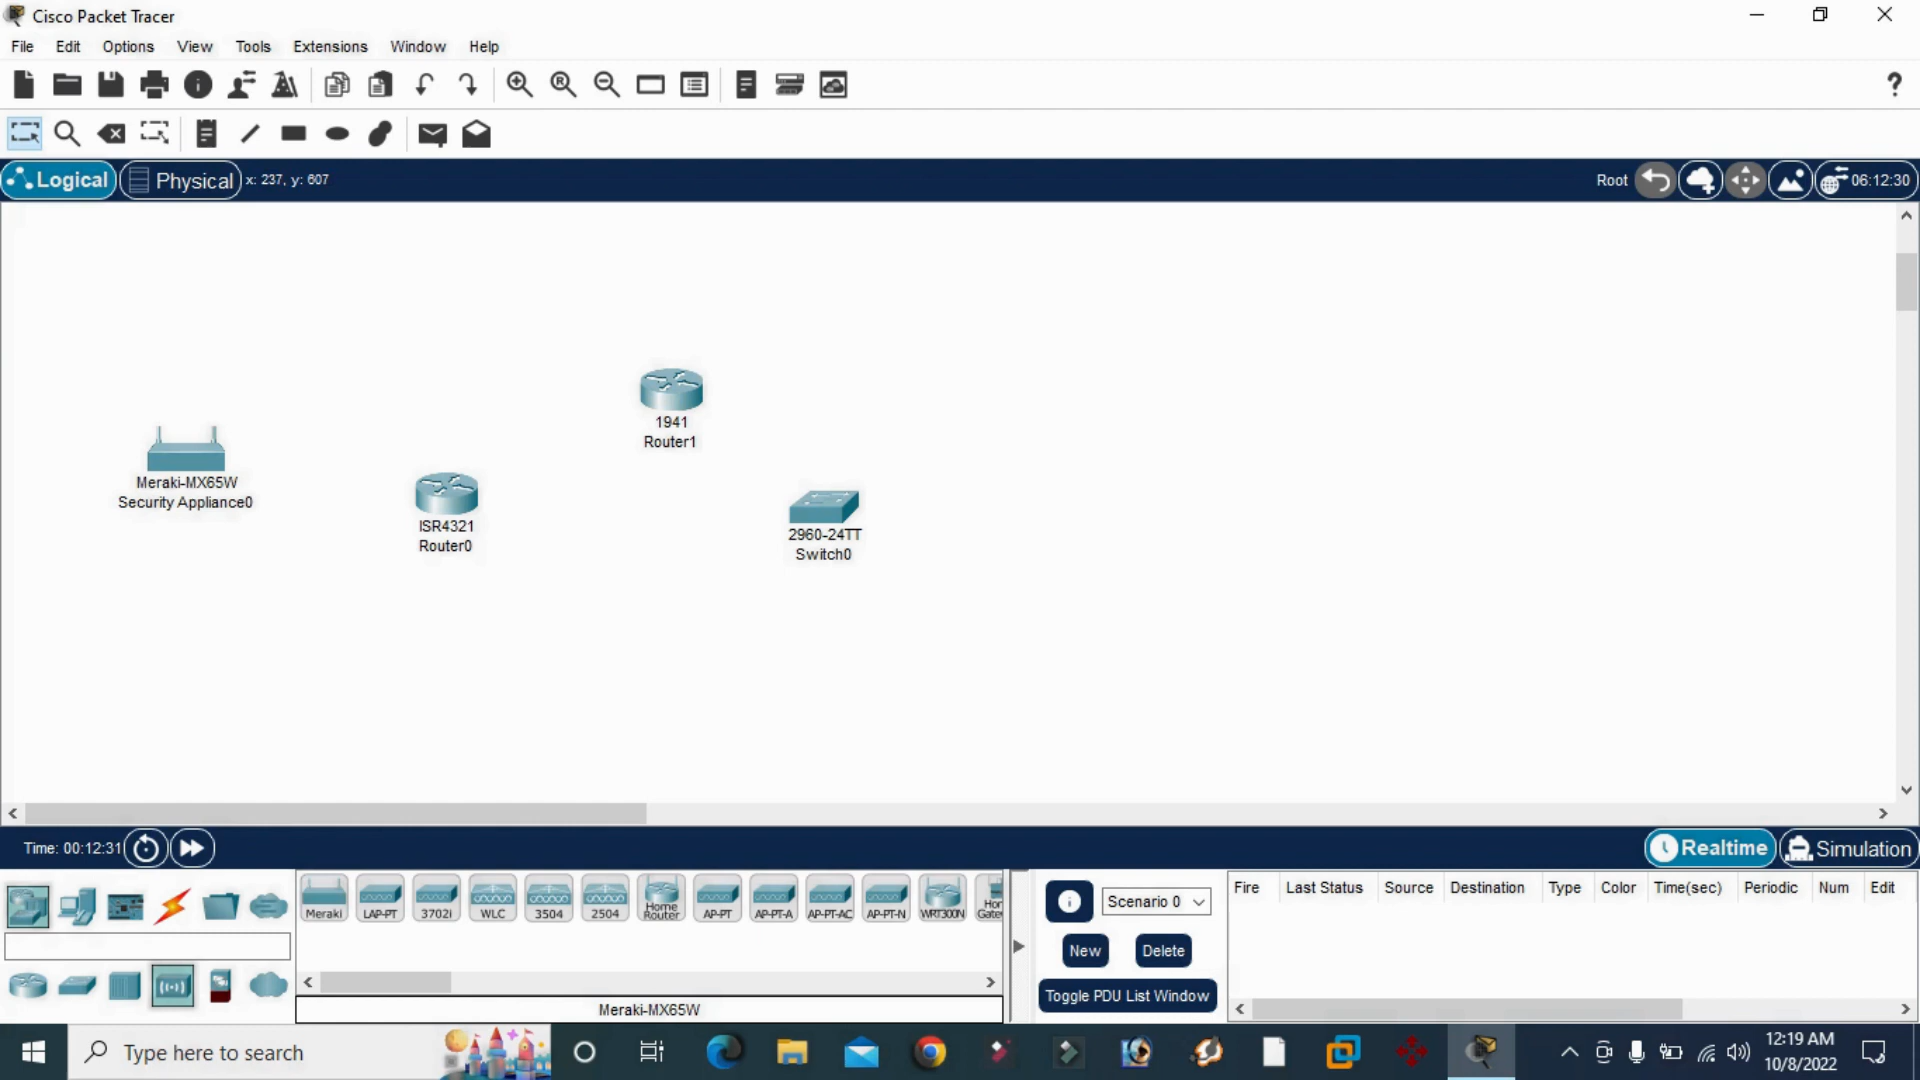 Cisco Packet Tracer
File Edit Options View Tools Extensions Window Help
?
Logical Physical x: 237, y: 607 Root 06:12:30
1941
Router1
Meraki-MX65W
Security Appliance0
ISR4321
Router0
2960-24TT
Switch0
Time: 00:12:31 Realtime Simulation
Meraki LAP-PT 3702i WLC 3504 2504 Home Router AP-PT AP-PT-A AP-PT-AC AP-PT-N WRT300N
Scenario 0
New Delete
Toggle PDU List Window
Fire Last Status Source Destination Type Color Time(sec) Periodic Num Edit
Meraki-MX65W
Type here to search
12:19 AM
10/8/2022